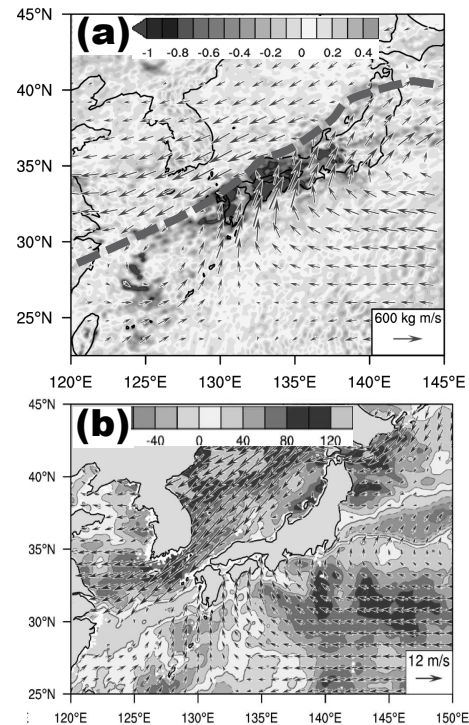 45°N
(a)
-1 -0.8 -0.6 -0.4 -0.2 0 0.2 0.4
40°N
35°N
30°N
25°N
600 kg m/s
120°E 125°E 130°E 135°E 140°E 145°E
45°N
(b)
-40 0 40 80 120
40°N
35°N
30°N
12 m/s
25°N
120°E 125°E 130°E 135°E 140°E 145°E 150°E